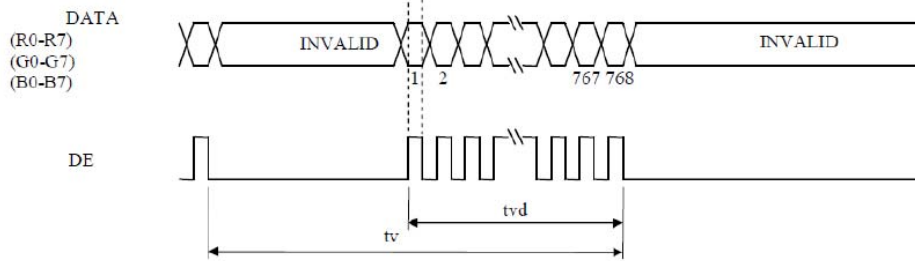 DATA
(R0-R7)
(G0-G7)
(B0-B7)
INVALID
INVALID
1 2 767 768
DE
tvd
tv